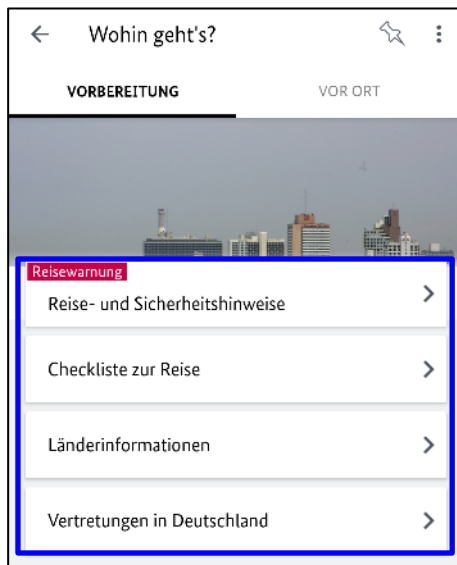 Wohin geht's?
VORBEREITUNG
VOR ORT
Reisewarnung
Reise- und Sicherheitshinweise
Checkliste zur Reise
Länderinformationen
Vertretungen in Deutschland